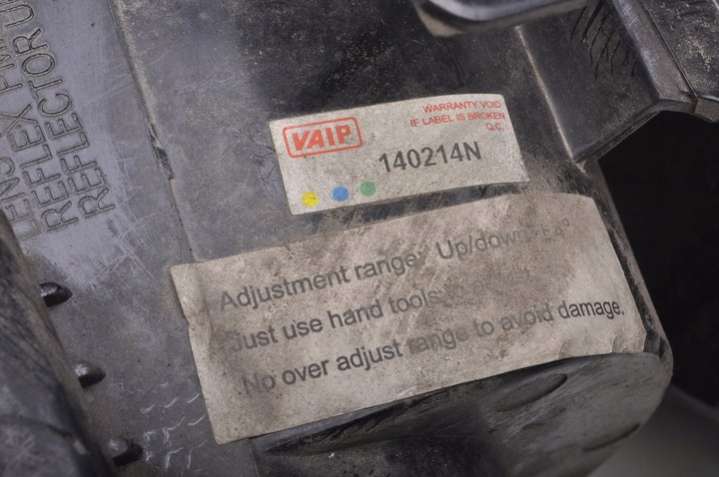 LENS PM
REFLEX
REFLECTOR
REFLECTOR U
VAIP
WARRANTY VOID
IF LABEL IS BROKEN
Q.C.
140214N
Adjustment range: Up/down
Just use hand tools
No over adjust range to avoid damage.